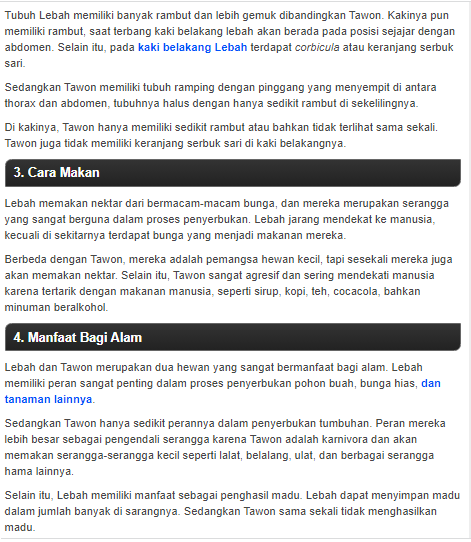 Tubuh Lebah memiliki banyak rambut dan lebih gemuk dibandingkan Tawon. Kakinya pun
memiliki rambut, saat terbang kaki belakang lebah akan berada pada posisi sejajar dengan
abdomen. Selain itu, pada kaki belakang Lebah terdapat corbicula atau keranjang serbuk
sari.
Sedangkan Tawon memiliki tubuh ramping dengan pinggang yang menyempit di antara
thorax dan abdomen, tubuhnya halus dengan hanya sedikit rambut di sekelilingnya.
Di kakinya, Tawon hanya memiliki sedikit rambut atau bahkan tidak terlihat sama sekali.
Tawon juga tidak memiliki keranjang serbuk sari di kaki belakangnya.
3. Cara Makan
Lebah memakan nektar dari bermacam-macam bunga, dan mereka merupakan serangga
yang sangat berguna dalam proses penyerbukan. Lebah jarang mendekat ke manusia,
kecuali di sekitarnya terdapat bunga yang menjadi makanan mereka.
Berbeda dengan Tawon, mereka adalah pemangsa hewan kecil, tapi sesekali mereka juga
akan memakan nektar. Selain itu, Tawon sangat agresif dan sering mendekati manusia
karena tertarik dengan makanan manusia, seperti sirup, kopi, teh, cocacola, bahkan
minuman beralkohol.
4. Manfaat Bagi Alam
Lebah dan Tawon merupakan dua hewan yang sangat bermanfaat bagi alam. Lebah
memiliki peran sangat penting dalam proses penyerbukan pohon buah, bunga hias, dan
tanaman lainnya.
Sedangkan Tawon hanya sedikit perannya dalam penyerbukan tumbuhan. Peran mereka
lebih besar sebagai pengendali serangga karena Tawon adalah karnivora dan akan
memakan serangga-serangga kecil seperti lalat, belalang, ulat, dan berbagai serangga
hama lainnya.
Selain itu, Lebah memiliki manfaat sebagai penghasil madu. Lebah dapat menyimpan madu
dalam jumlah banyak di sarangnya. Sedangkan Tawon sama sekali tidak menghasilkan
madu.